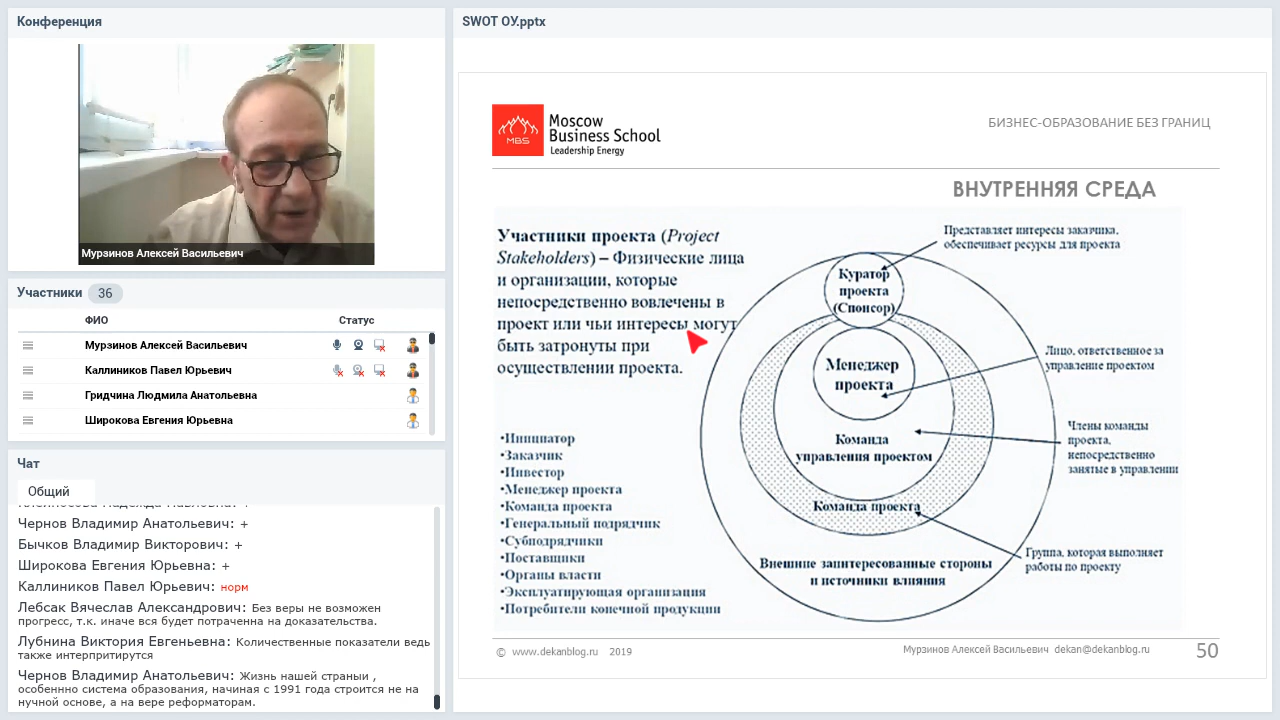 Конференция
Мурзинов Алексей Васильевич
Участники 36
ФИО Статус
Мурзинов Алексей Васильевич
Каллиников Павел Юрьевич
Гридчина Людмила Анатольевна
Широкова Евгения Юрьевна
Чат
Общий
Чернов Владимир Анатольевич: +
Бычков Владимир Викторович: +
Широкова Евгения Юрьевна: +
Каллиников Павел Юрьевич: норм
Лебсак Вячеслав Александрович: Без веры не возможен
прогресс, т.к. иначе вся будет потраченна на доказательства.
Лубнина Виктория Евгеньевна: Количественные показатели ведь
также интерпритирутся
Чернов Владимир Анатольевич: Жизнь нашей страныи ,
особеннно система образования, начиная с 1991 года строится не на
нучной основе, а на вере реформаторам.
SWOT ОУ.pptx
MBS
Moscow
Business School
Leadership Energy
БИЗНЕС-ОБРАЗОВАНИЕ БЕЗ ГРАНИЦ
ВНУТРЕННЯЯ СРЕДА
Участники проекта (Project
Stakeholders) – Физические лица
и организации, которые
непосредственно вовлечены в
проект или чьи интересы могут
быть затронуты при
осуществлении проекта.
•Инициатор
•Заказчик
•Инвестор
•Менеджер проекта
•Команда проекта
•Генеральный подрядчик
•Субподрядчики
•Поставщики
•Органы власти
•Эксплуатирующая организация
•Потребители конечной продукции
Куратор
проекта
(Спонсор)
Менеджер
проекта
Команда
управления проектом
Команда проекта
Внешние заинтересованные стороны
и источники влияния
Представляет интересы заказчика,
обеспечивает ресурсы для проекта
Лицо, ответственное за
управление проектом
Члены команды
проекта,
непосредственно
занятые в управлении
Группа, которая выполняет
работы по проекту
© www.dekanblog.ru 2019
Мурзинов Алексей Васильевич dekan@dekanblog.ru
50